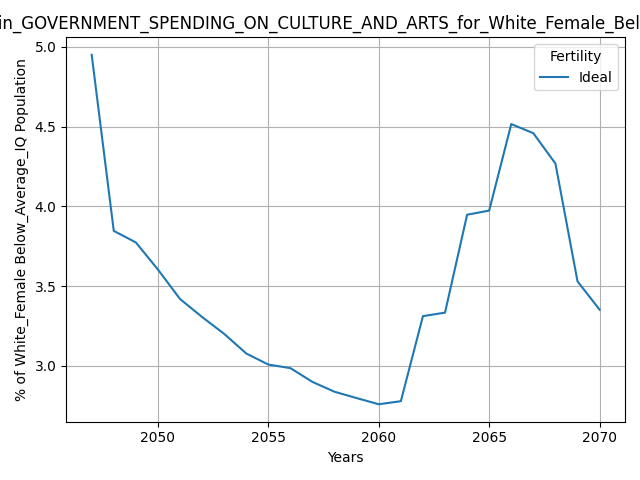 in_GOVERNMENT_SPENDING_ON_CULTURE_AND_ARTS_for_White_Female_Bel
Fertility
Ideal
% of White_Female Below_Average_IQ Population
5.0
4.5
4.0
3.5
3.0
2050 2055 2060 2065 2070
Years